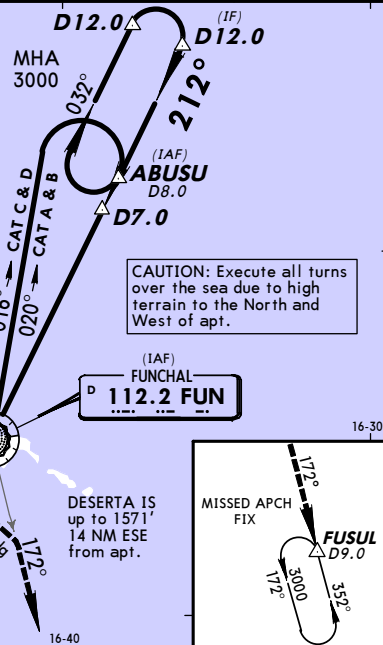 D12.0
(IF)
D12.0
MHA
3000
032°
212°
(IAF)
ABUSU
D8.0
D7.0
CAT C & D
016°
CAT A & B
020°
CAUTION: Execute all turns
over the sea due to high
terrain to the North and
West of apt.
(IAF)
FUNCHAL
D 112.2 FUN
16-30
DESERTA IS
up to 1571'
14 NM ESE
from apt.
172°
16-40
172°
MISSED APCH
FIX
FUSUL
D9.0
3000
172°
352°